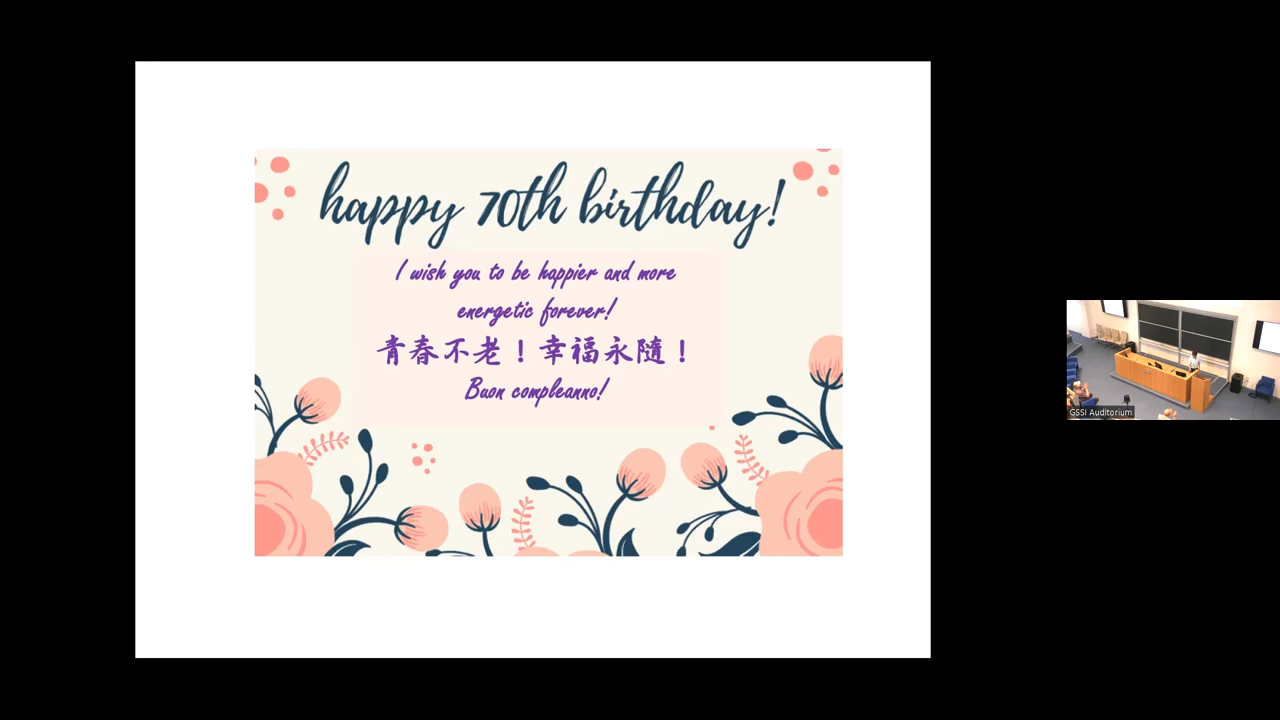 happy 70th birthday!
I wish you to be happier and more
energetic forever!
青春不老！幸福永隨！
Buon compleanno!
GSSI Auditorium